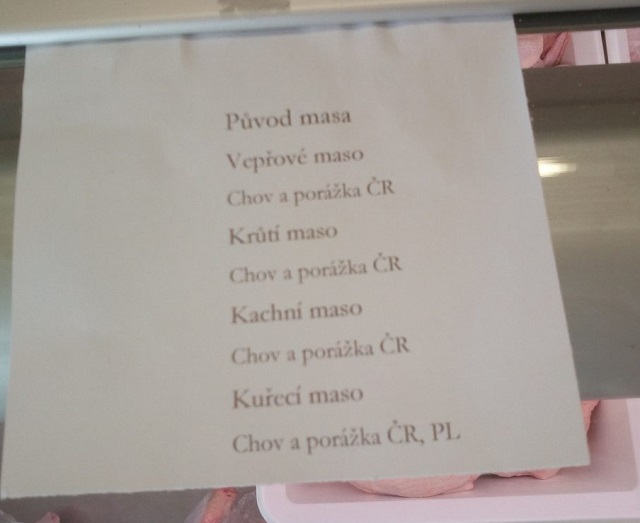 Původ masa
Vepřové maso
Chov a porážka ČR
Krůtí maso
Chov a porážka ČR
Kachní maso
Chov a porážka ČR
Kuřecí maso
Chov a porážka ČR, PL